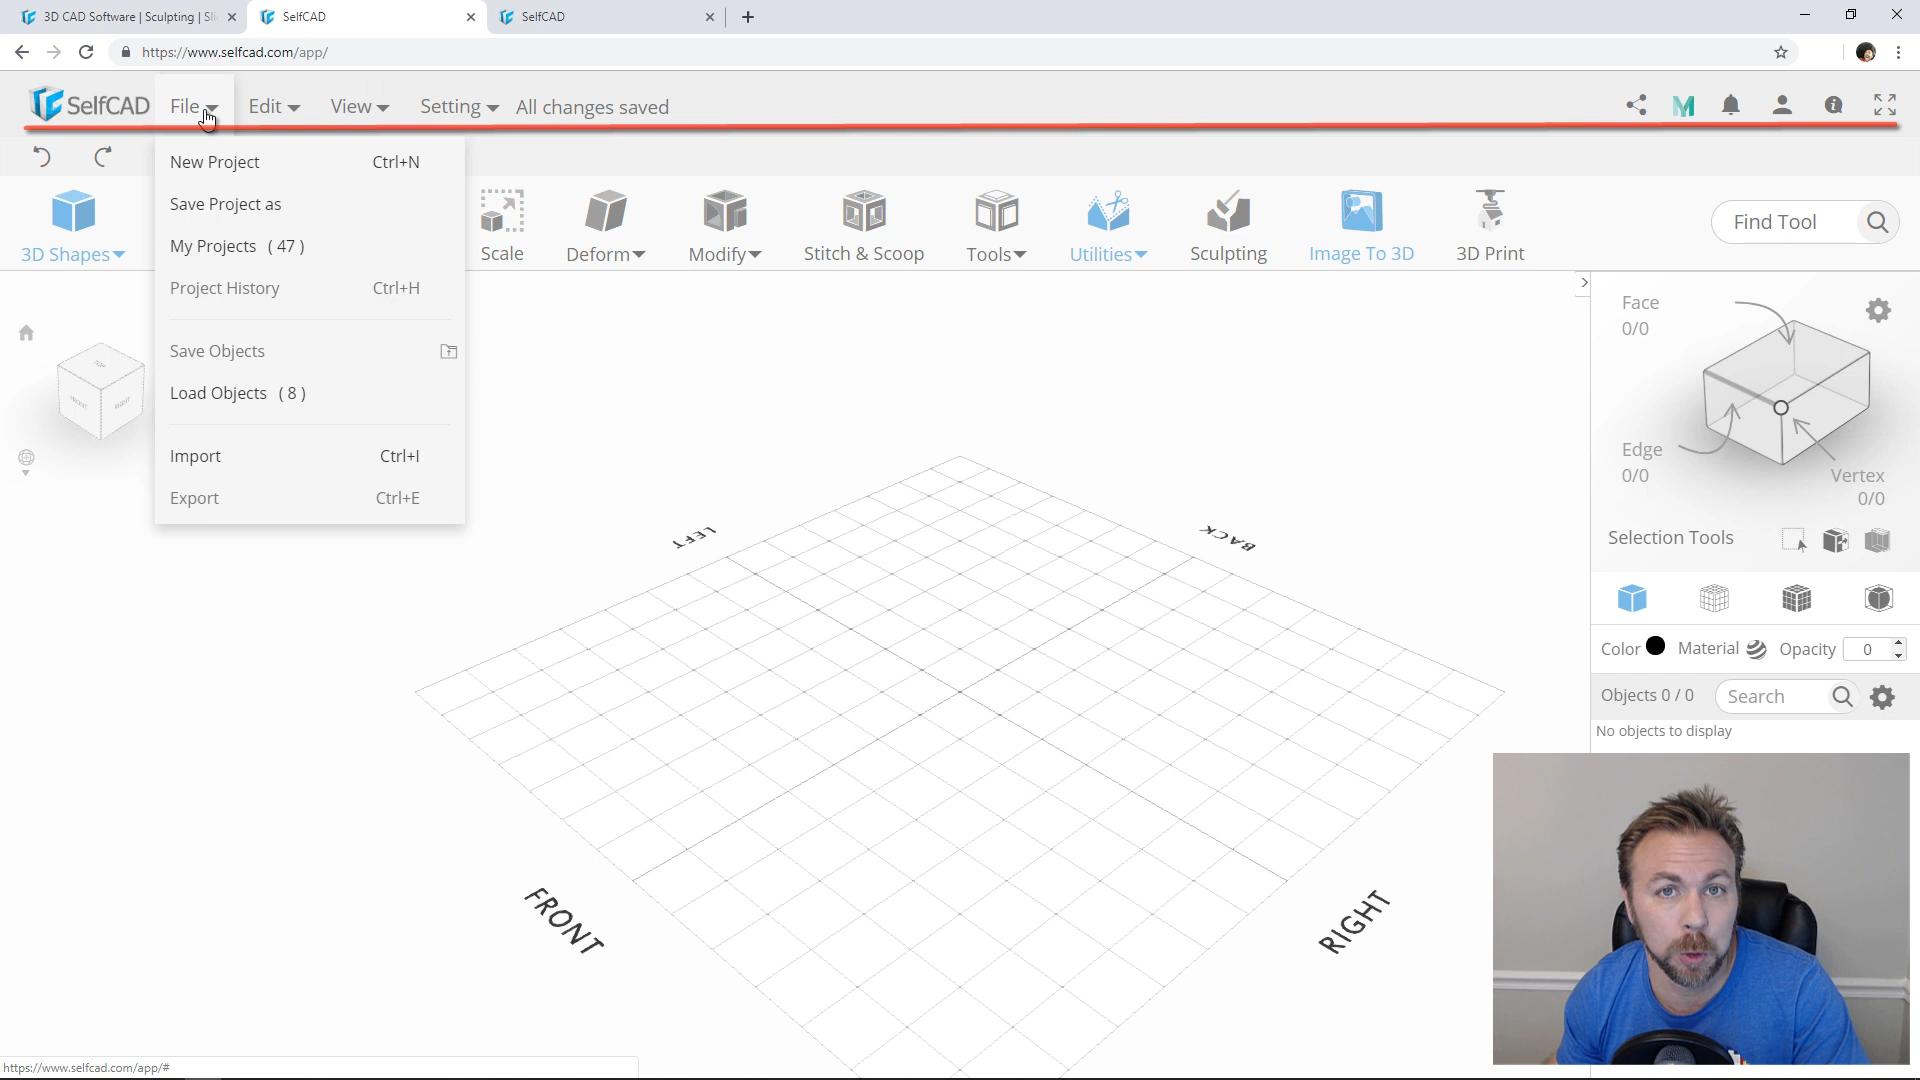 3D CAD Software | Sculpting | Sli
SelfCAD
SelfCAD
https://www.selfcad.com/app/
SelfCAD
File
Edit
View
Setting
All changes saved
New Project Ctrl+N
Save Project as
My Projects ( 47 )
Project History Ctrl+H
Save Objects
Load Objects ( 8 )
Import Ctrl+I
Export Ctrl+E
3D Shapes
Scale
Deform
Modify
Stitch & Scoop
Tools
Utilities
Sculpting
Image To 3D
3D Print
Find Tool
TOP
FRONT
RIGHT
LEFT
BACK
FRONT
RIGHT
Face
0/0
Edge
0/0
Vertex
0/0
Selection Tools
Color
Material
Opacity
0
Objects 0 / 0
Search
No objects to display
https://www.selfcad.com/app/#